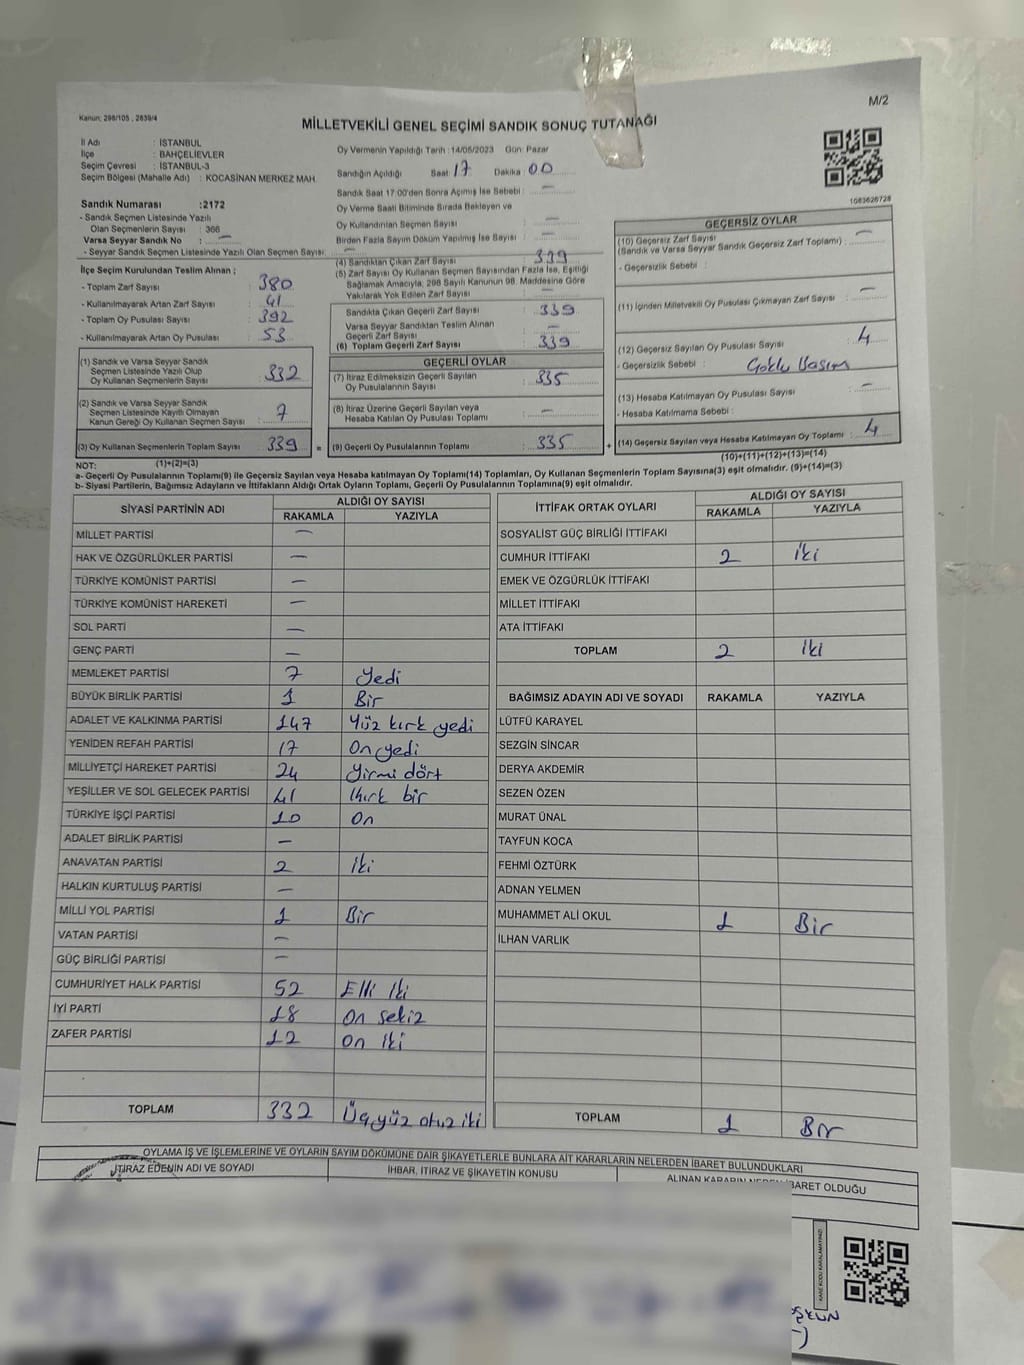 M/2
Kanun: 298/105 , 2839/4
MİLLETVEKİLİ GENEL SEÇİMİ SANDIK SONUÇ TUTANAĞI
İl Adı : İSTANBUL
İlçe : BAHÇELİEVLER
Seçim Çevresi : İSTANBUL-3
Seçim Bölgesi (Mahalle Adı) : KOCASİNAN MERKEZ MAH.
Sandık Numarası :2172
- Sandık Seçmen Listesinde Yazılı
Olan Seçmenlerin Sayısı : 366
Varsa Seyyar Sandık No : —
- Seyyar Sandık Seçmen Listesinde Yazılı Olan Seçmen Sayısı: —
İlçe Seçim Kurulundan Teslim Alınan ;
- Toplam Zarf Sayısı : 380
- Kullanılmayarak Artan Zarf Sayısı : 41
- Toplam Oy Pusulası Sayısı : 392
- Kullanılmayarak Artan Oy Pusulası : 53
(1) Sandık ve Varsa Seyyar Sandık
Seçmen Listesinde Yazılı Olup
Oy Kullanan Seçmenlerin Sayısı : 332
(2) Sandık ve Varsa Seyyar Sandık
Seçmen Listesinde Kayıtlı Olmayan
Kanun Gereği Oy Kullanan Seçmen Sayısı : 7
(3) Oy Kullanan Seçmenlerin Toplam Sayısı : 339 =
(1)+(2)=(3)
Oy Vermenin Yapıldığı Tarih :14/05/2023 Gün: Pazar
Sandığın Açıldığı Saat 17 Dakika 00
Sandık Saat 17:00'den Sonra Açılmış İse Sebebi : —
Oy Verme Saati Bitiminde Sırada Bekleyen ve
Oy Kullandırılan Seçmen Sayısı : —
Birden Fazla Sayım Döküm Yapılmış İse Sayısı : —
(4) Sandıktan Çıkan Zarf Sayısı : 339
(5) Zarf Sayısı Oy Kullanan Seçmen Sayısından Fazla İse, Eşitliği
Sağlamak Amacıyla, 298 Sayılı Kanunun 98. Maddesine Göre
Yakılarak Yok Edilen Zarf Sayısı : —
Sandıkta Çıkan Geçerli Zarf Sayısı : 339
Varsa Seyyar Sandıktan Teslim Alınan
Geçerli Zarf Sayısı : —
(6) Toplam Geçerli Zarf Sayısı : 339
GEÇERLİ OYLAR
(7) İtiraz Edilmeksizin Geçerli Sayılan
Oy Pusulalarının Sayısı : 335
(8) İtiraz Üzerine Geçerli Sayılan veya
Hesaba Katılan Oy Pusulası Toplamı : —
(9) Geçerli Oy Pusulalarının Toplamı : 335 +
1083626728
GEÇERSİZ OYLAR
(10) Geçersiz Zarf Sayısı
(Sandık ve Varsa Seyyar Sandık Geçersiz Zarf Toplamı) : —
- Geçersizlik Sebebi :
(11) İçinden Milletvekili Oy Pusulası Çıkmayan Zarf Sayısı : —
(12) Geçersiz Sayılan Oy Pusulası Sayısı : 4
- Geçersizlik Sebebi : Çoklu Basım
(13) Hesaba Katılmayan Oy Pusulası Sayısı : —
- Hesaba Katılmama Sebebi :
(14) Geçersiz Sayılan veya Hesaba Katılmayan Oy Toplamı : 4
(10)+(11)+(12)+(13)=(14)
NOT:
a- Geçerli Oy Pusulalarının Toplamı(9) ile Geçersiz Sayılan veya Hesaba katılmayan Oy Toplamı(14) Toplamları, Oy Kullanan Seçmenlerin Toplam Sayısına(3) eşit olmalıdır. (9)+(14)=(3)
b- Siyasi Partilerin, Bağımsız Adayların ve İttifakların Aldığı Ortak Oyların Toplamı, Geçerli Oy Pusulalarının Toplamına(9) eşit olmalıdır.
SİYASİ PARTİNİN ADI ALDIĞI OY SAYISI
RAKAMLA YAZIYLA
MİLLET PARTİSİ —
HAK VE ÖZGÜRLÜKLER PARTİSİ —
TÜRKİYE KOMÜNİST PARTİSİ —
TÜRKİYE KOMÜNİST HAREKETİ —
SOL PARTİ —
GENÇ PARTİ —
MEMLEKET PARTİSİ 7 Yedi
BÜYÜK BİRLİK PARTİSİ 1 Bir
ADALET VE KALKINMA PARTİSİ 147 Yüz kırk yedi
YENİDEN REFAH PARTİSİ 17 On yedi
MİLLİYETÇİ HAREKET PARTİSİ 24 Yirmi dört
YEŞİLLER VE SOL GELECEK PARTİSİ 41 Kırk bir
TÜRKİYE İŞÇİ PARTİSİ 10 On
ADALET BİRLİK PARTİSİ —
ANAVATAN PARTİSİ 2 İki
HALKIN KURTULUŞ PARTİSİ —
MİLLİ YOL PARTİSİ 1 Bir
VATAN PARTİSİ —
GÜÇ BİRLİĞİ PARTİSİ —
CUMHURİYET HALK PARTİSİ 52 Elli İki
İYİ PARTİ 18 On sekiz
ZAFER PARTİSİ 12 On İki
TOPLAM 332 Üçyüz otuz iki
İTTİFAK ORTAK OYLARI ALDIĞI OY SAYISI
RAKAMLA YAZIYLA
SOSYALİST GÜÇ BİRLİĞİ İTTİFAKI
CUMHUR İTTİFAKI 2 İki
EMEK VE ÖZGÜRLÜK İTTİFAKI
MİLLET İTTİFAKI
ATA İTTİFAKI
TOPLAM 2 İki
BAĞIMSIZ ADAYIN ADI VE SOYADI RAKAMLA YAZIYLA
LÜTFÜ KARAYEL
SEZGİN SİNCAR
DERYA AKDEMİR
SEZEN ÖZEN
MURAT ÜNAL
TAYFUN KOCA
FEHMİ ÖZTÜRK
ADNAN YELMEN
MUHAMMET ALİ OKUL 1 Bir
İLHAN VARLIK
TOPLAM 1 Bir
OYLAMA İŞ VE İŞLEMLERİNE VE OYLARIN SAYIM DÖKÜMÜNE DAİR ŞİKAYETLERLE BUNLARA AİT KARARLARIN NELERDEN İBARET BULUNDUKLARI
İTİRAZ EDENİN ADI VE SOYADI İHBAR, İTİRAZ VE ŞİKAYETİN KONUSU ALINAN KARARIN NEDEN İBARET OLDUĞU